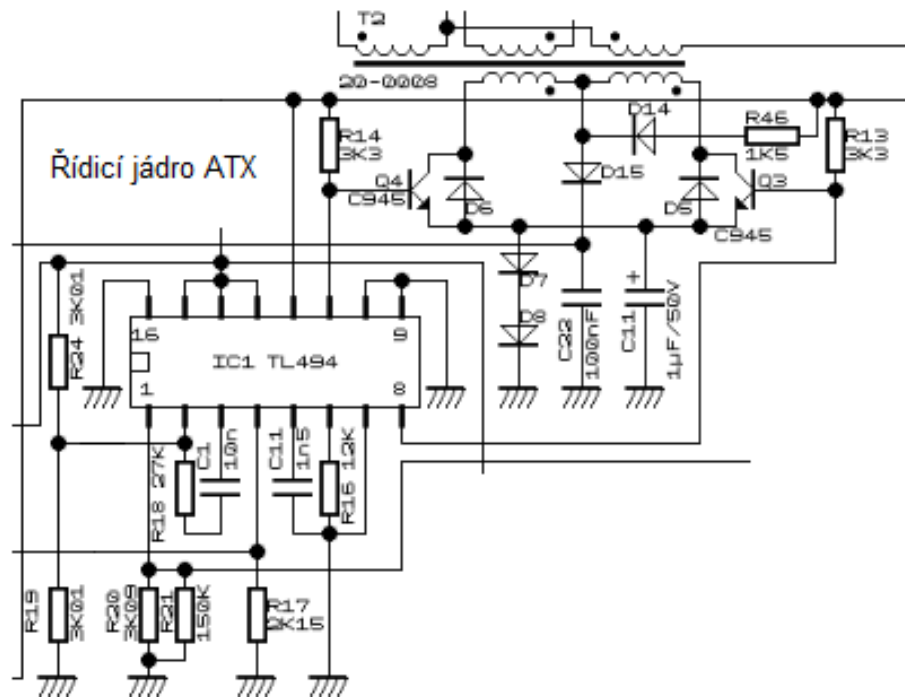 T2
20-0008
D14
R46
1K5
R14
3K3
R13
3K3
Řídicí jádro ATX
D15
Q4
C945
D6
D5
Q3
C945
D7
D8
+
C22
100nF
C11
1µF/50V
R24
3K01
16
9
IC1 TL494
1
8
R18 27K
C1
10n
C11
1n5
R16 12K
R19
3K01
R20
3K09
R21
150K
R17
2K15